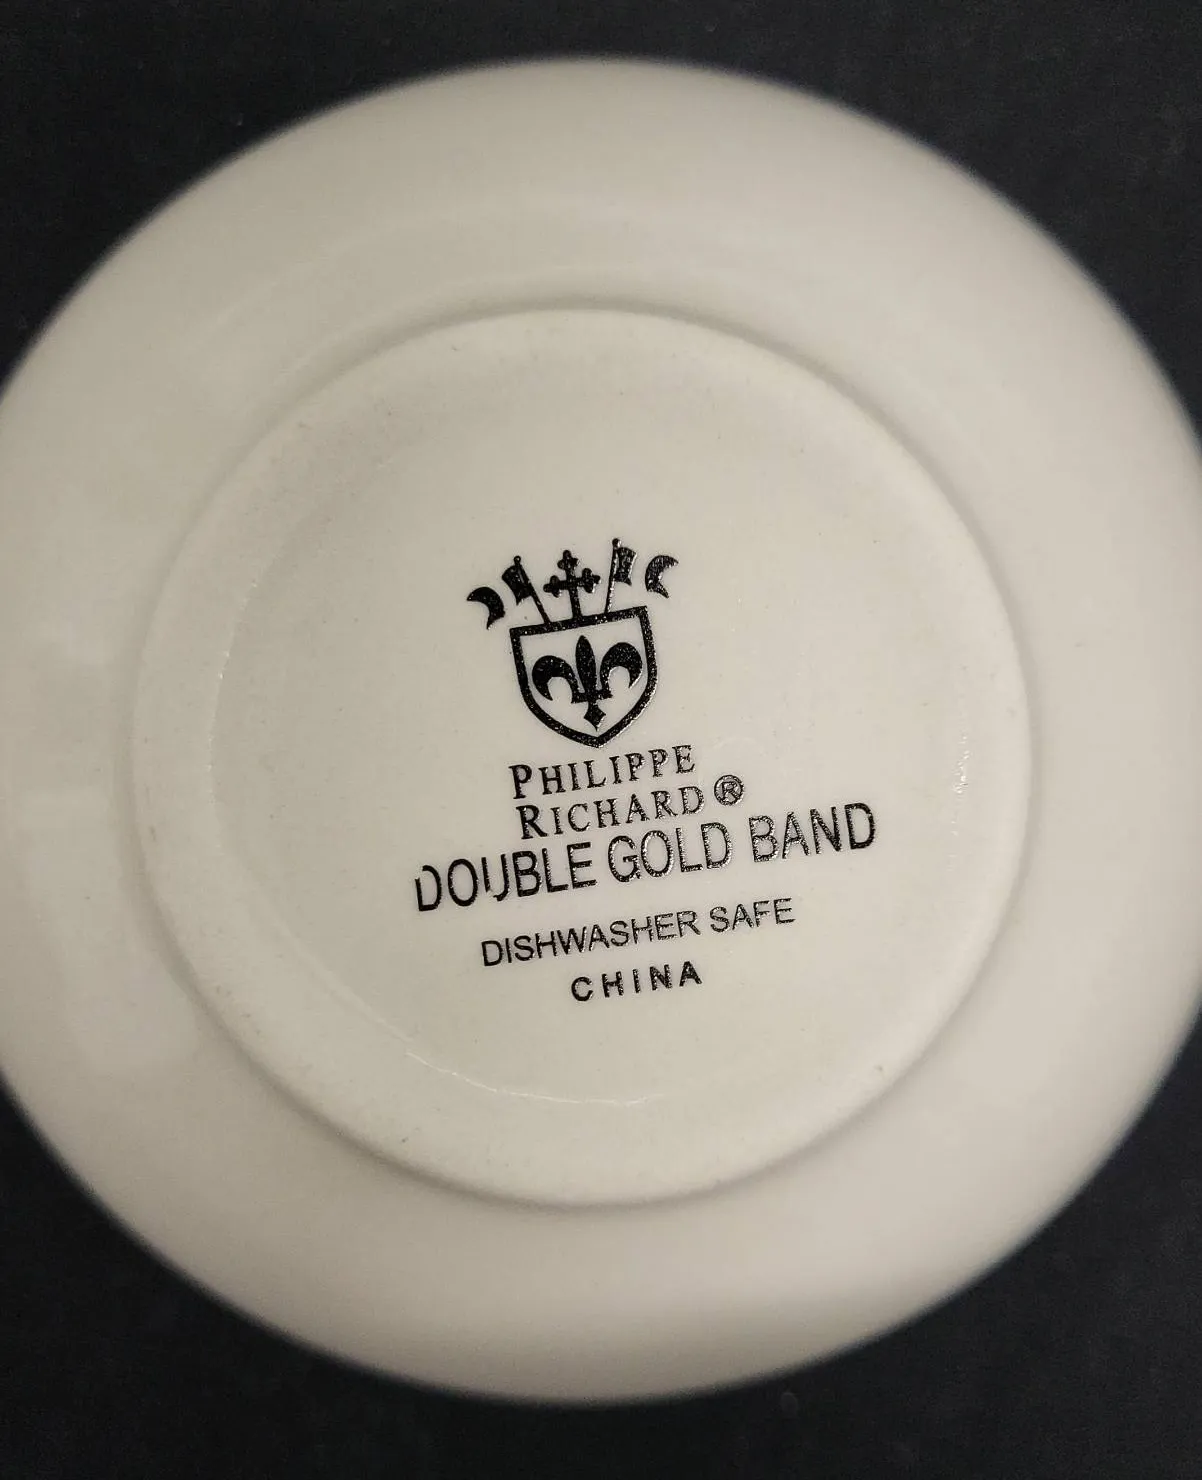 PHILIPPE
RICHARD®
DOUBLE GOLD BAND
DISHWASHER SAFE
CHINA